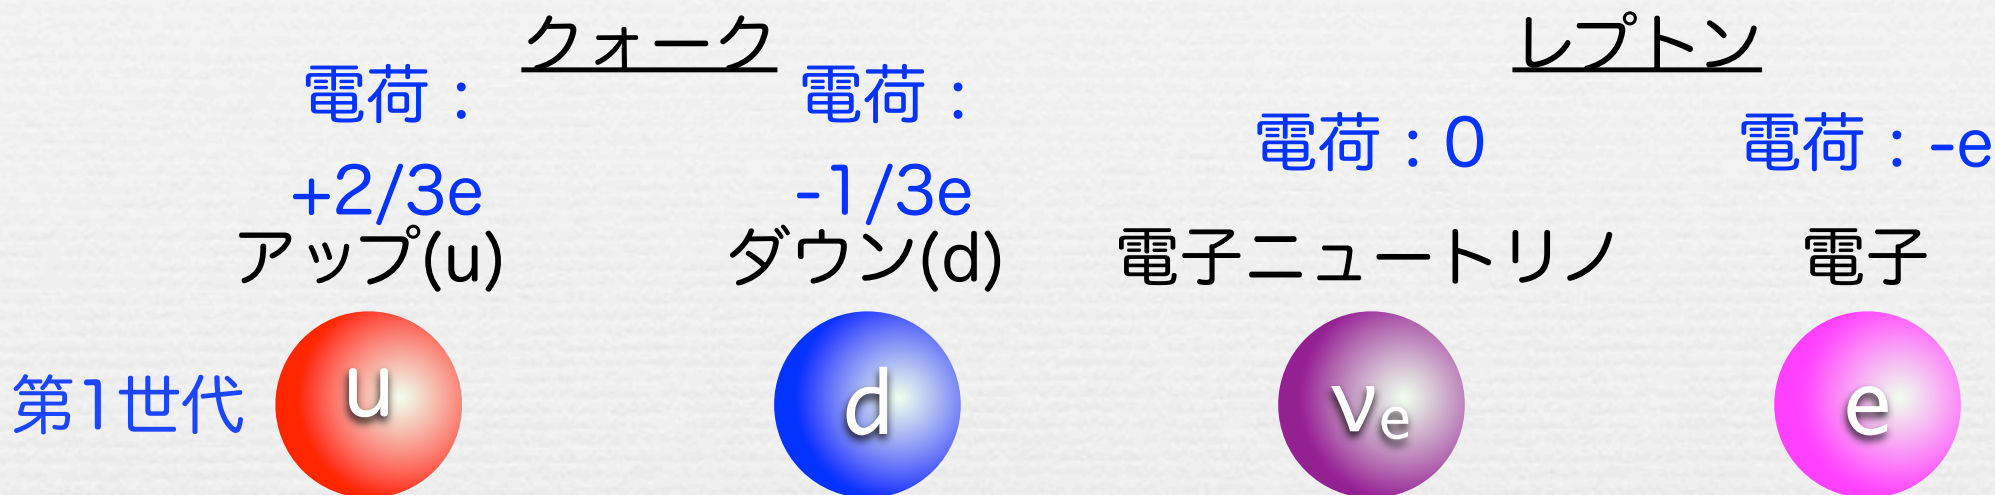 クォーク
レプトン
電荷：
+2/3e
電荷：
-1/3e
電荷：0
電荷：-e
アップ(u)
ダウン(d)
電子ニュートリノ
電子
第1世代
u
d
νe
e